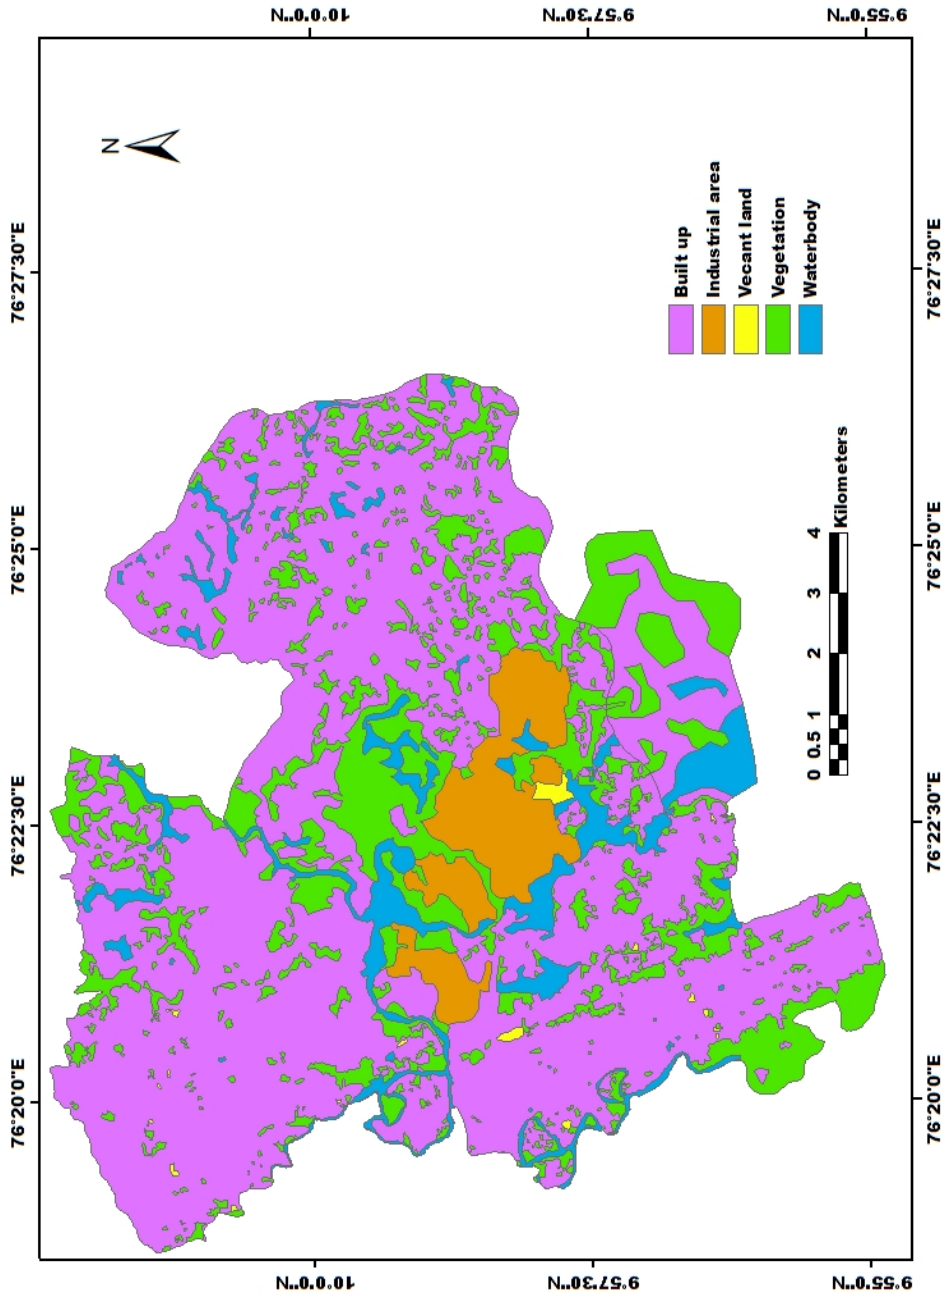 76°20'0"E
76°22'30"E
76°25'0"E
76°27'30"E
N
10°0'0"N
10°0'0"N
9°57'30"N
9°57'30"N
Built up
Industrial area
Vecant land
Vegetation
Waterbody
0 0.5 1 2 3 4
Kilometers
9°55'0"N
9°55'0"N
76°20'0"E
76°22'30"E
76°25'0"E
76°27'30"E